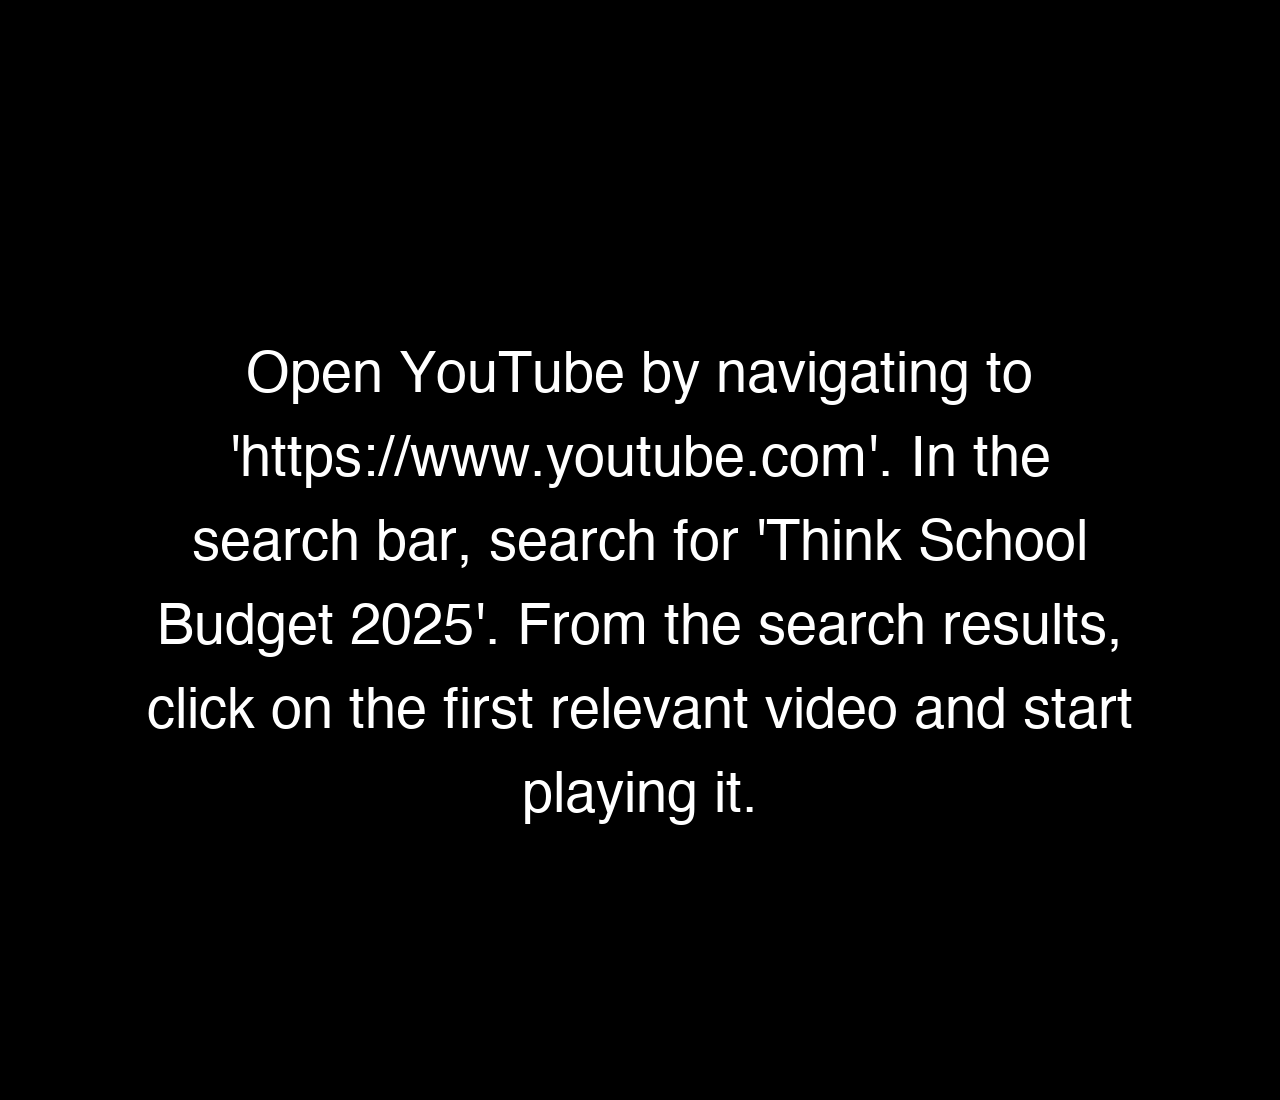 Open YouTube by navigating to
'https://www.youtube.com'. In the
search bar, search for 'Think School
Budget 2025'. From the search results,
click on the first relevant video and start
playing it.